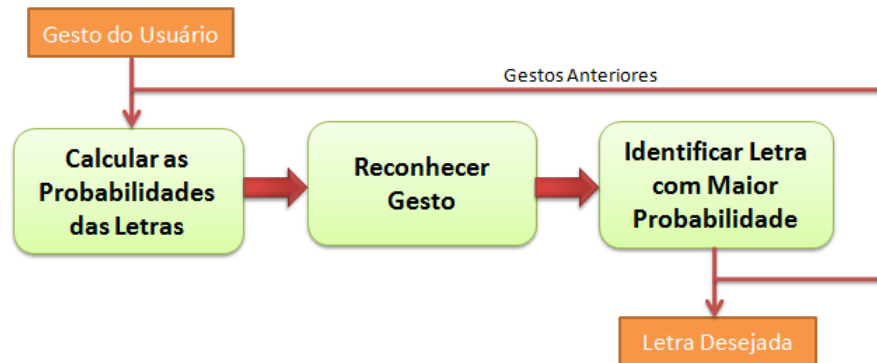 Gesto do Usuário
Gestos Anteriores
Calcular as
Probabilidades
das Letras
Reconhecer
Gesto
Identificar Letra
com Maior
Probabilidade
Letra Desejada